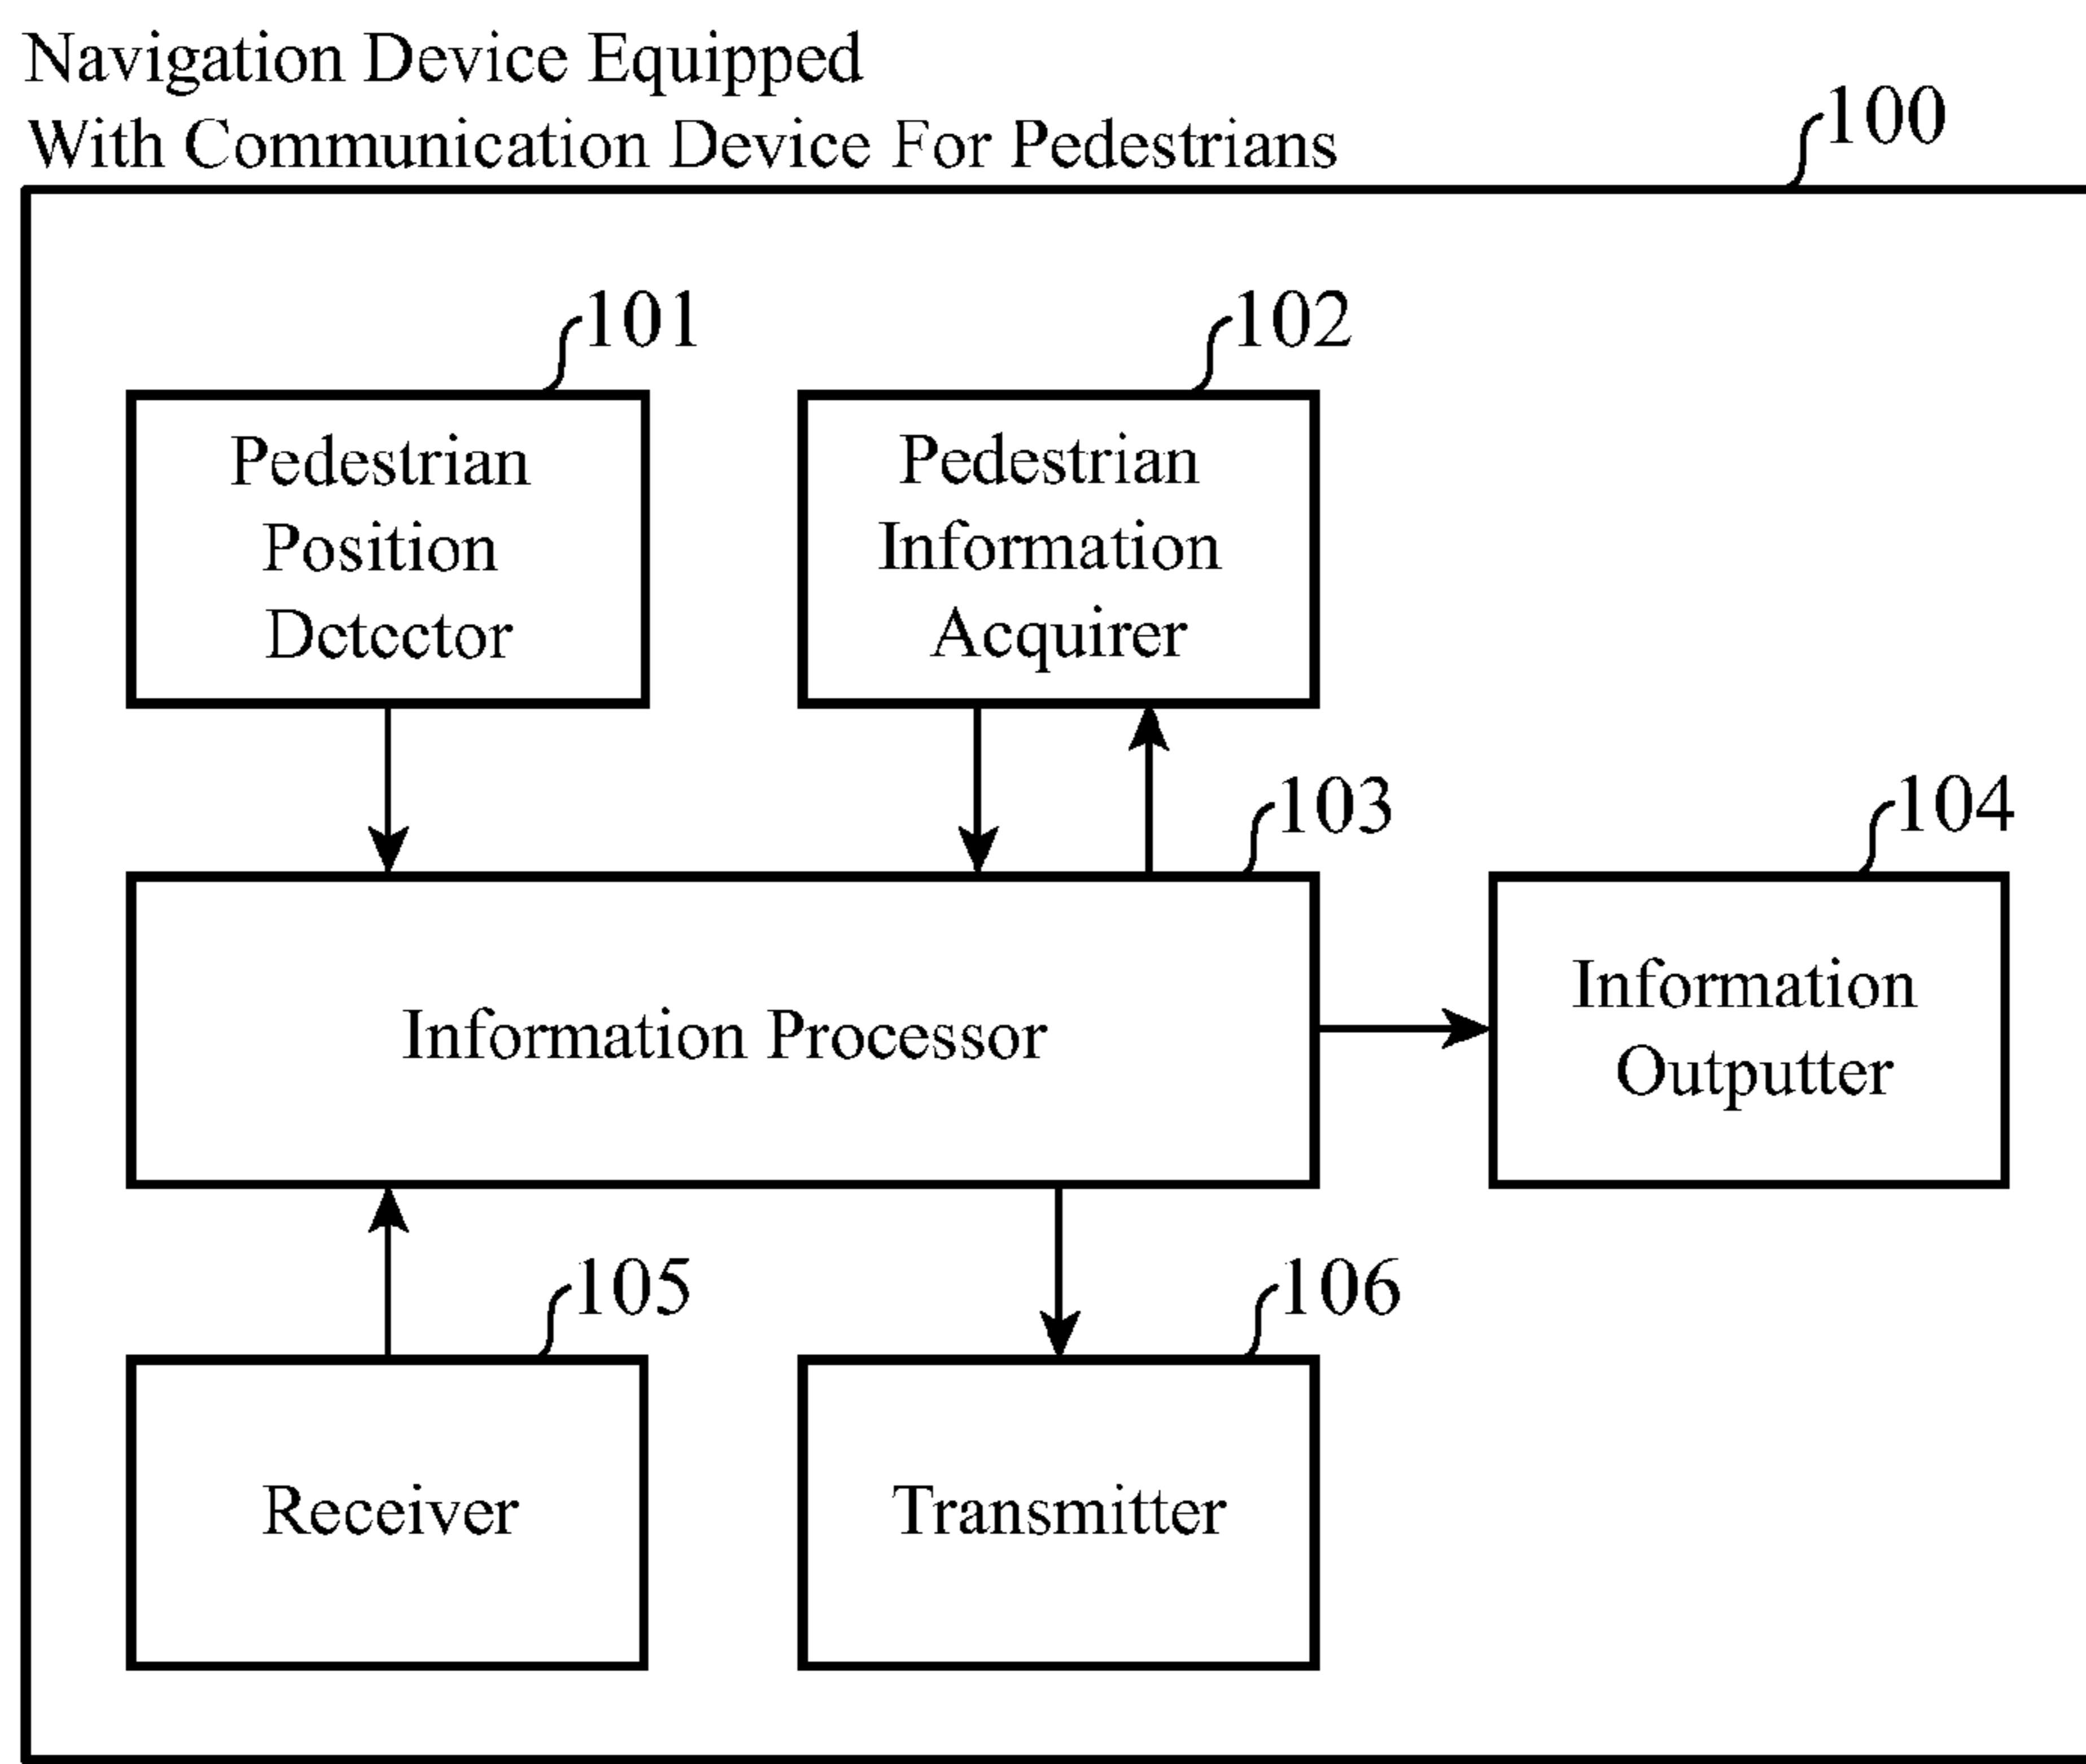 Navigation Device Equipped
With Communication Device For Pedestrians
100
101
102
Pedestrian
Position
Detector
Pedestrian
Information
Acquirer
103
104
Information Processor
Information
Outputter
105
106
Receiver
Transmitter